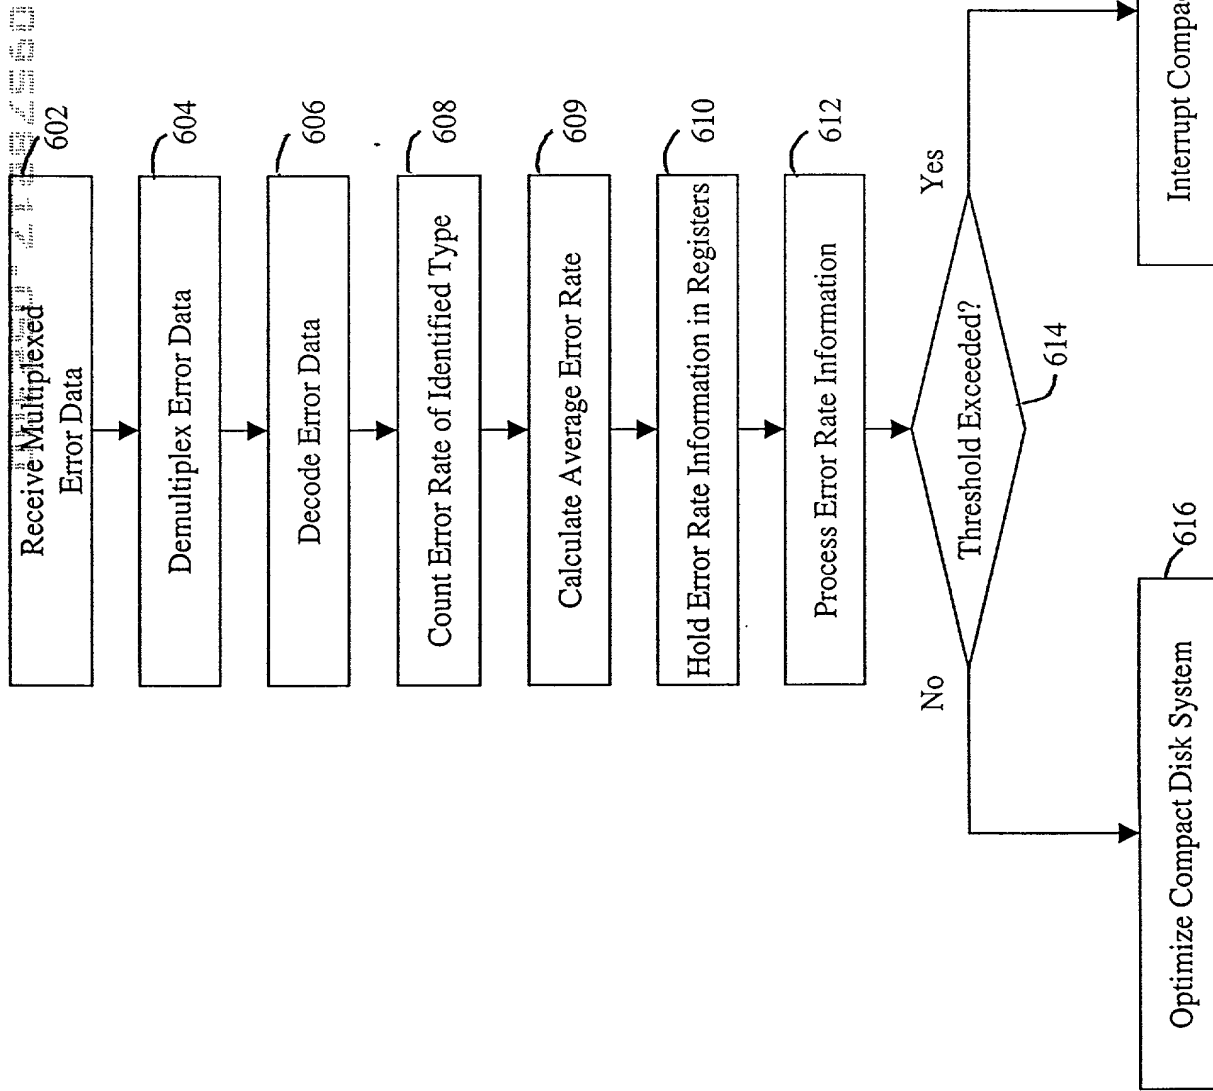 602
Receive Multiplexed
Error Data
604
Demultiplex Error Data
606
Decode Error Data
608
Count Error Rate of Identified Type
609
Calculate Average Error Rate
610
Hold Error Rate Information in Registers
612
Process Error Rate Information
No
Threshold Exceeded?
Yes
614
616
Optimize Compact Disk System
Interrupt Compac